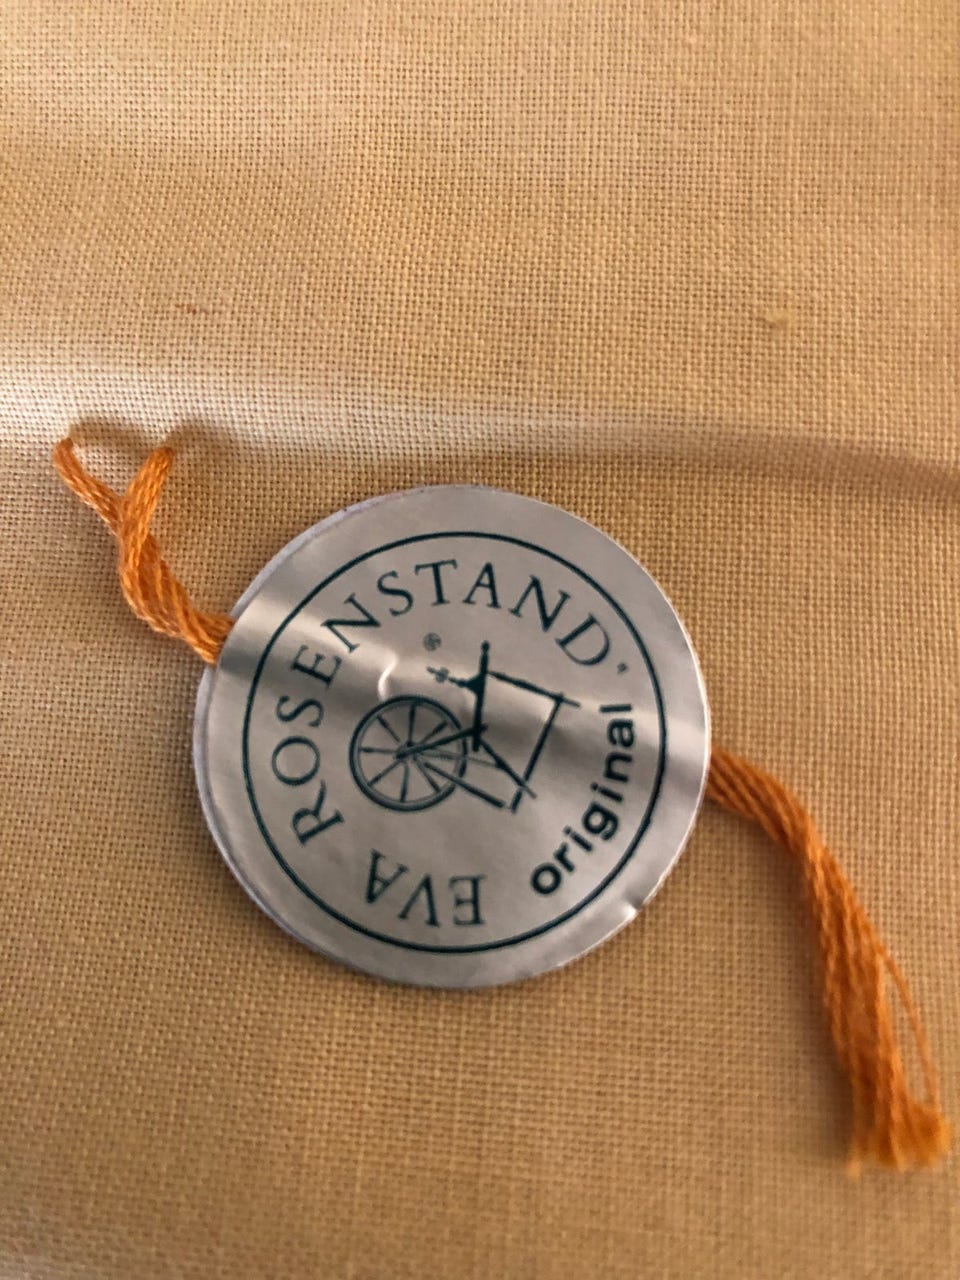 EVA ROSENSTAND'
original
®